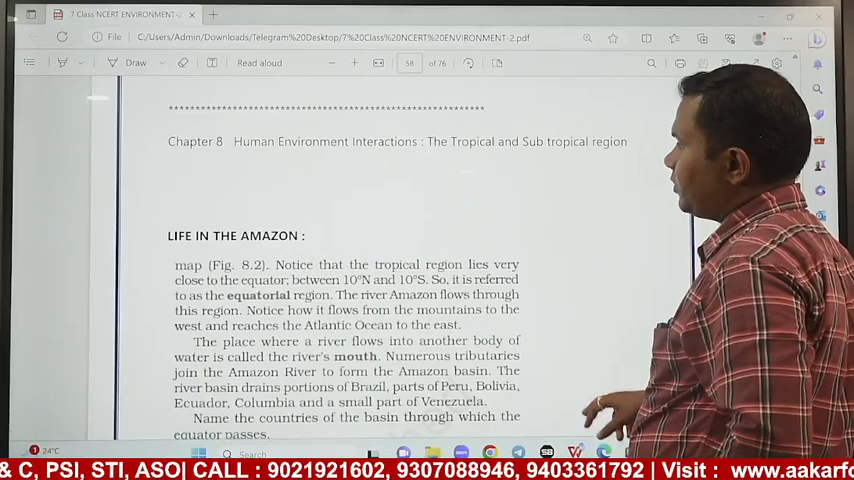 7 Class NCERT ENVIRONMENT-2.
File C:/Users/Admin/Downloads/Telegram%20Desktop/7%20Class%20NCERT%20ENVIRONMENT-2.pdf
Draw Read aloud 58 of 76
************************************************************
Chapter 8 Human Environment Interactions : The Tropical and Sub tropical region
LIFE IN THE AMAZON :
map (Fig. 8.2). Notice that the tropical region lies very
close to the equator; between 10°N and 10°S. So, it is referred
to as the equatorial region. The river Amazon flows through
this region. Notice how it flows from the mountains to the
west and reaches the Atlantic Ocean to the east.
The place where a river flows into another body of
water is called the river's mouth. Numerous tributaries
join the Amazon River to form the Amazon basin. The
river basin drains portions of Brazil, parts of Peru, Bolivia,
Ecuador, Columbia and a small part of Venezuela.
Name the countries of the basin through which the
equator passes.
1 24°C Search
& C, PSI, STI, ASO| CALL : 9021921602, 9307088946, 9403361792 | Visit : www.aakarfo